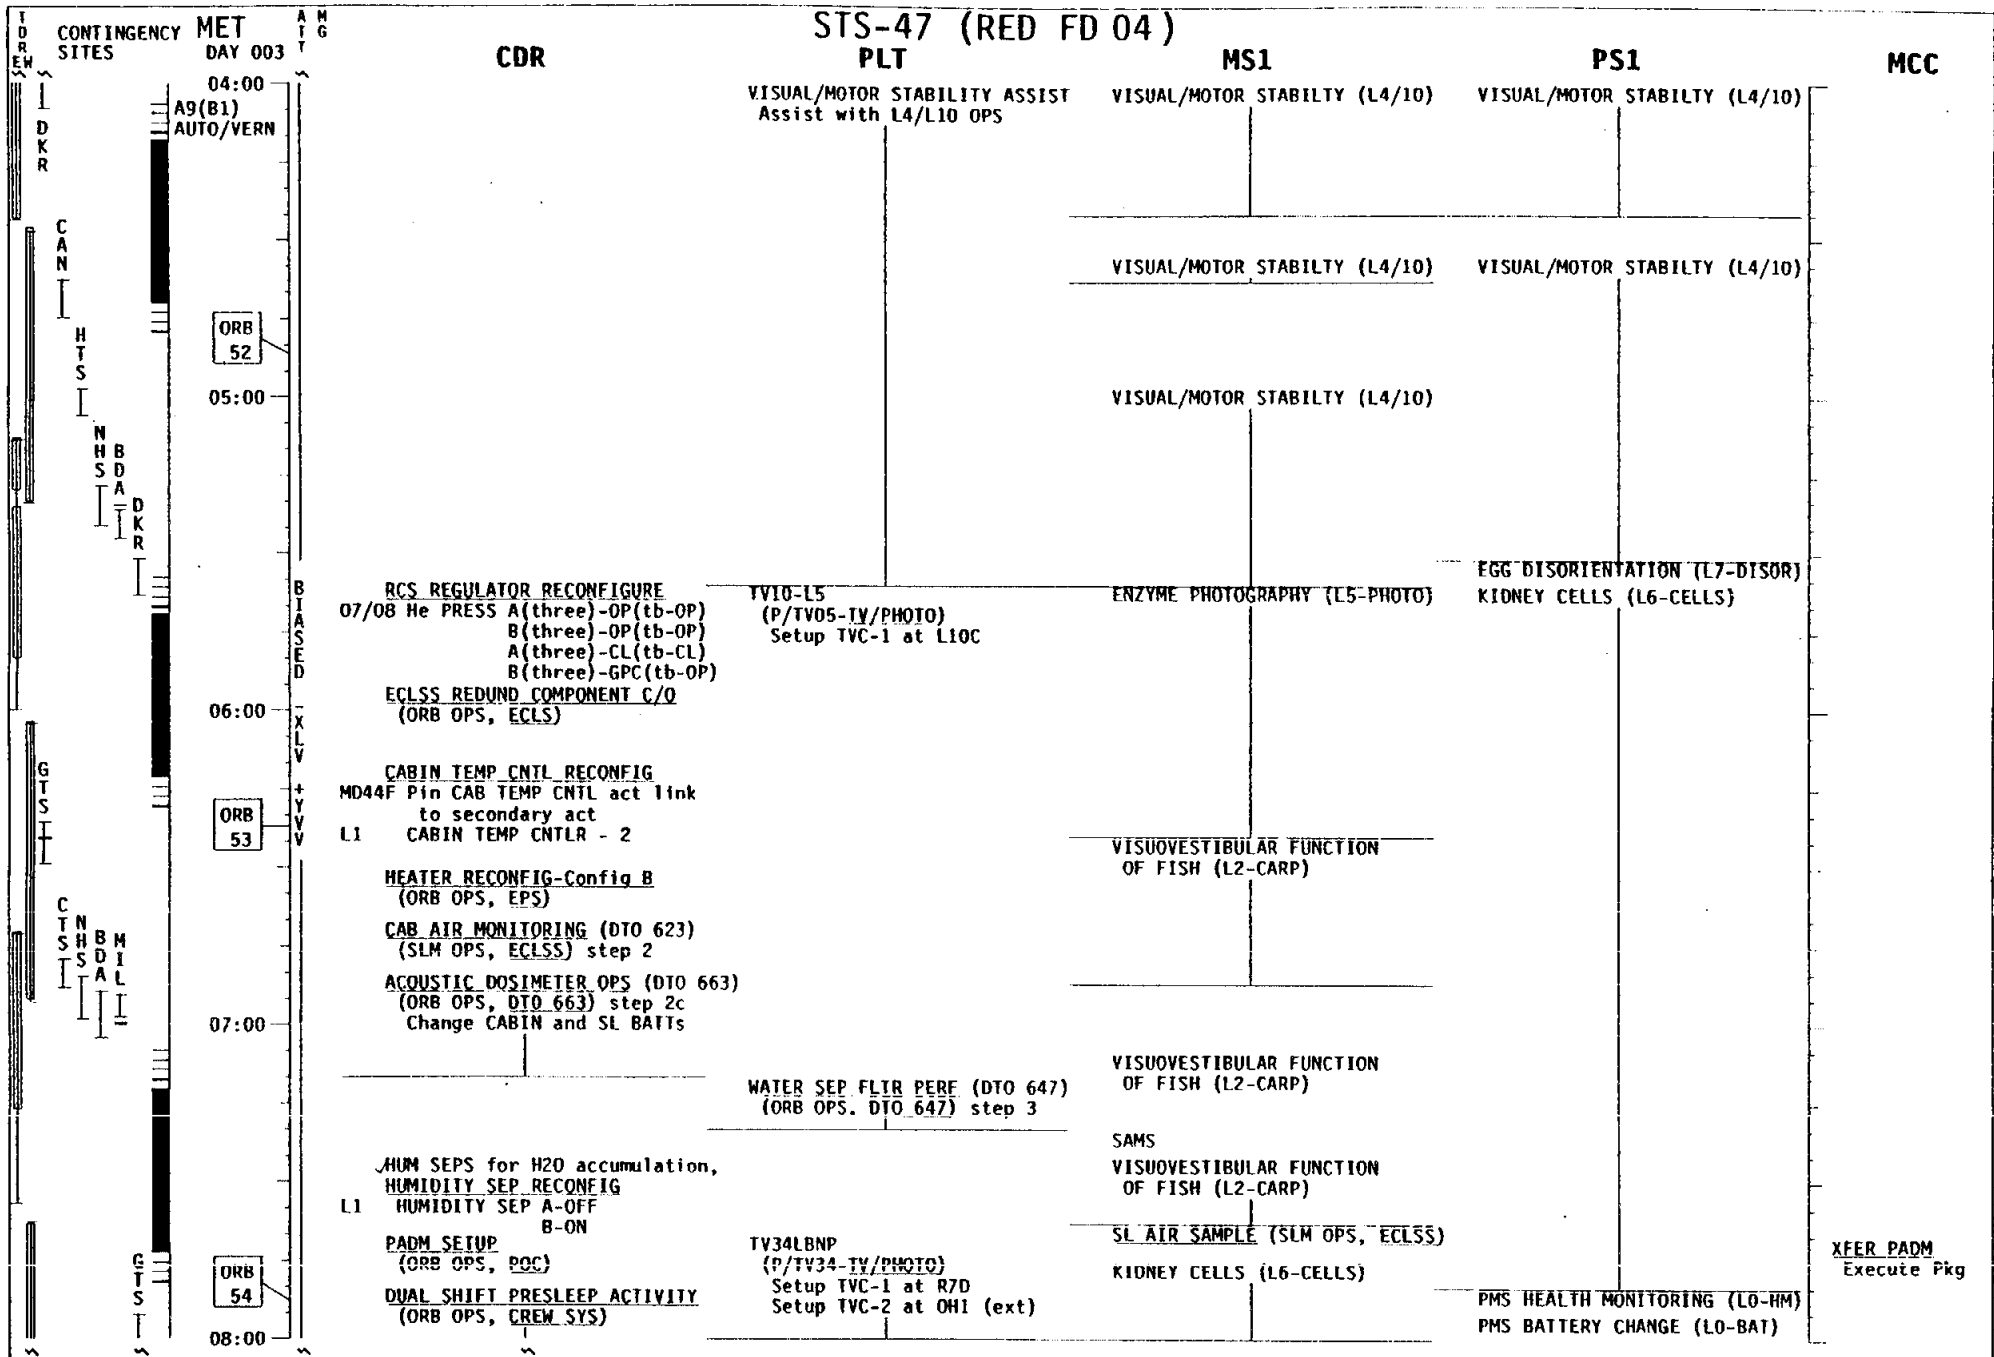 STS-47 (RED FD 04)
TDRS
E W
CONTINGENCY SITES
MET
DAY 003
ATT
MG
CDR
PLT
MS1
PS1
MCC
04:00
A9(B1)
AUTO/VERN
DKR
CAN
HTS
NHS
BDA
DKR
ORB
52
05:00
BIASED -XLV +YVV
06:00
GTS
ORB
53
CTS
NHS
BDA
MIL
07:00
GTS
ORB
54
08:00
RCS REGULATOR RECONFIGURE
O7/O8 He PRESS A(three)-OP(tb-OP)
B(three)-OP(tb-OP)
A(three)-CL(tb-CL)
B(three)-GPC(tb-OP)
ECLSS REDUND COMPONENT C/O
(ORB OPS, ECLS)
CABIN TEMP CNTL RECONFIG
MD44F Pin CAB TEMP CNTL act link
to secondary act
L1 CABIN TEMP CNTLR - 2
HEATER RECONFIG-Config B
(ORB OPS, EPS)
CAB AIR MONITORING (DTO 623)
(SLM OPS, ECLSS) step 2
ACOUSTIC DOSIMETER OPS (DTO 663)
(ORB OPS, DTO 663) step 2c
Change CABIN and SL BATTs
✓HUM SEPS for H2O accumulation,
HUMIDITY SEP RECONFIG
L1 HUMIDITY SEP A-OFF
B-ON
PADM SETUP
(ORB OPS, POC)
DUAL SHIFT PRESLEEP ACTIVITY
(ORB OPS, CREW SYS)
VISUAL/MOTOR STABILITY ASSIST
Assist with L4/L10 OPS
TV10-L5
(P/TV05-TV/PHOTO)
Setup TVC-1 at L10C
WATER SEP FLTR PERF (DTO 647)
(ORB OPS. DTO 647) step 3
TV34LBNP
(P/TV34-TV/PHOTO)
Setup TVC-1 at R7D
Setup TVC-2 at OH1 (ext)
VISUAL/MOTOR STABILTY (L4/10)
VISUAL/MOTOR STABILTY (L4/10)
VISUAL/MOTOR STABILTY (L4/10)
ENZYME PHOTOGRAPHY (L5-PHOTO)
VISUOVESTIBULAR FUNCTION
OF FISH (L2-CARP)
VISUOVESTIBULAR FUNCTION
OF FISH (L2-CARP)
SAMS
VISUOVESTIBULAR FUNCTION
OF FISH (L2-CARP)
SL AIR SAMPLE (SLM OPS, ECLSS)
KIDNEY CELLS (L6-CELLS)
VISUAL/MOTOR STABILTY (L4/10)
VISUAL/MOTOR STABILTY (L4/10)
EGG DISORIENTATION (L7-DISOR)
KIDNEY CELLS (L6-CELLS)
PMS HEALTH MONITORING (L0-HM)
PMS BATTERY CHANGE (L0-BAT)
XFER PADM
Execute Pkg